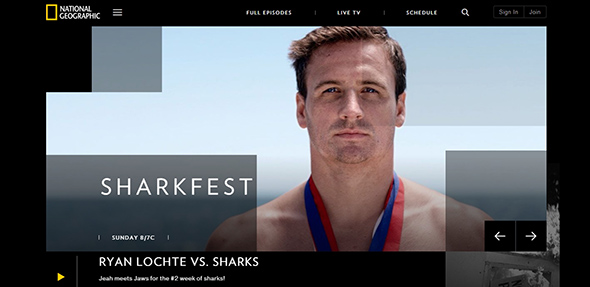 NATIONAL
GEOGRAPHIC
FULL EPISODES
LIVE TV
SCHEDULE
Sign In
Join
SHARKFEST
SUNDAY 8/7C
RYAN LOCHTE VS. SHARKS
Jeah meets Jaws for the #2 week of sharks!